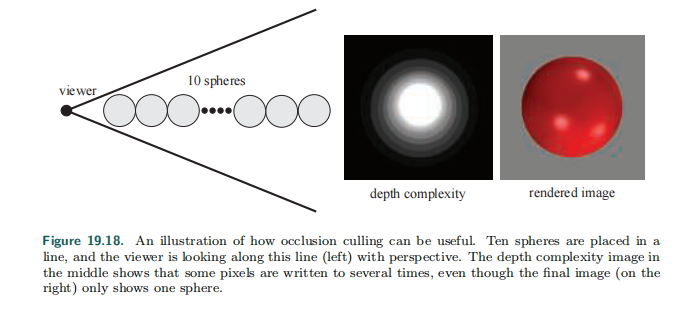 viewer
10 spheres
depth complexity
rendered image
Figure 19.18. An illustration of how occlusion culling can be useful. Ten spheres are placed in a
line, and the viewer is looking along this line (left) with perspective. The depth complexity image in
the middle shows that some pixels are written to several times, even though the final image (on the
right) only shows one sphere.